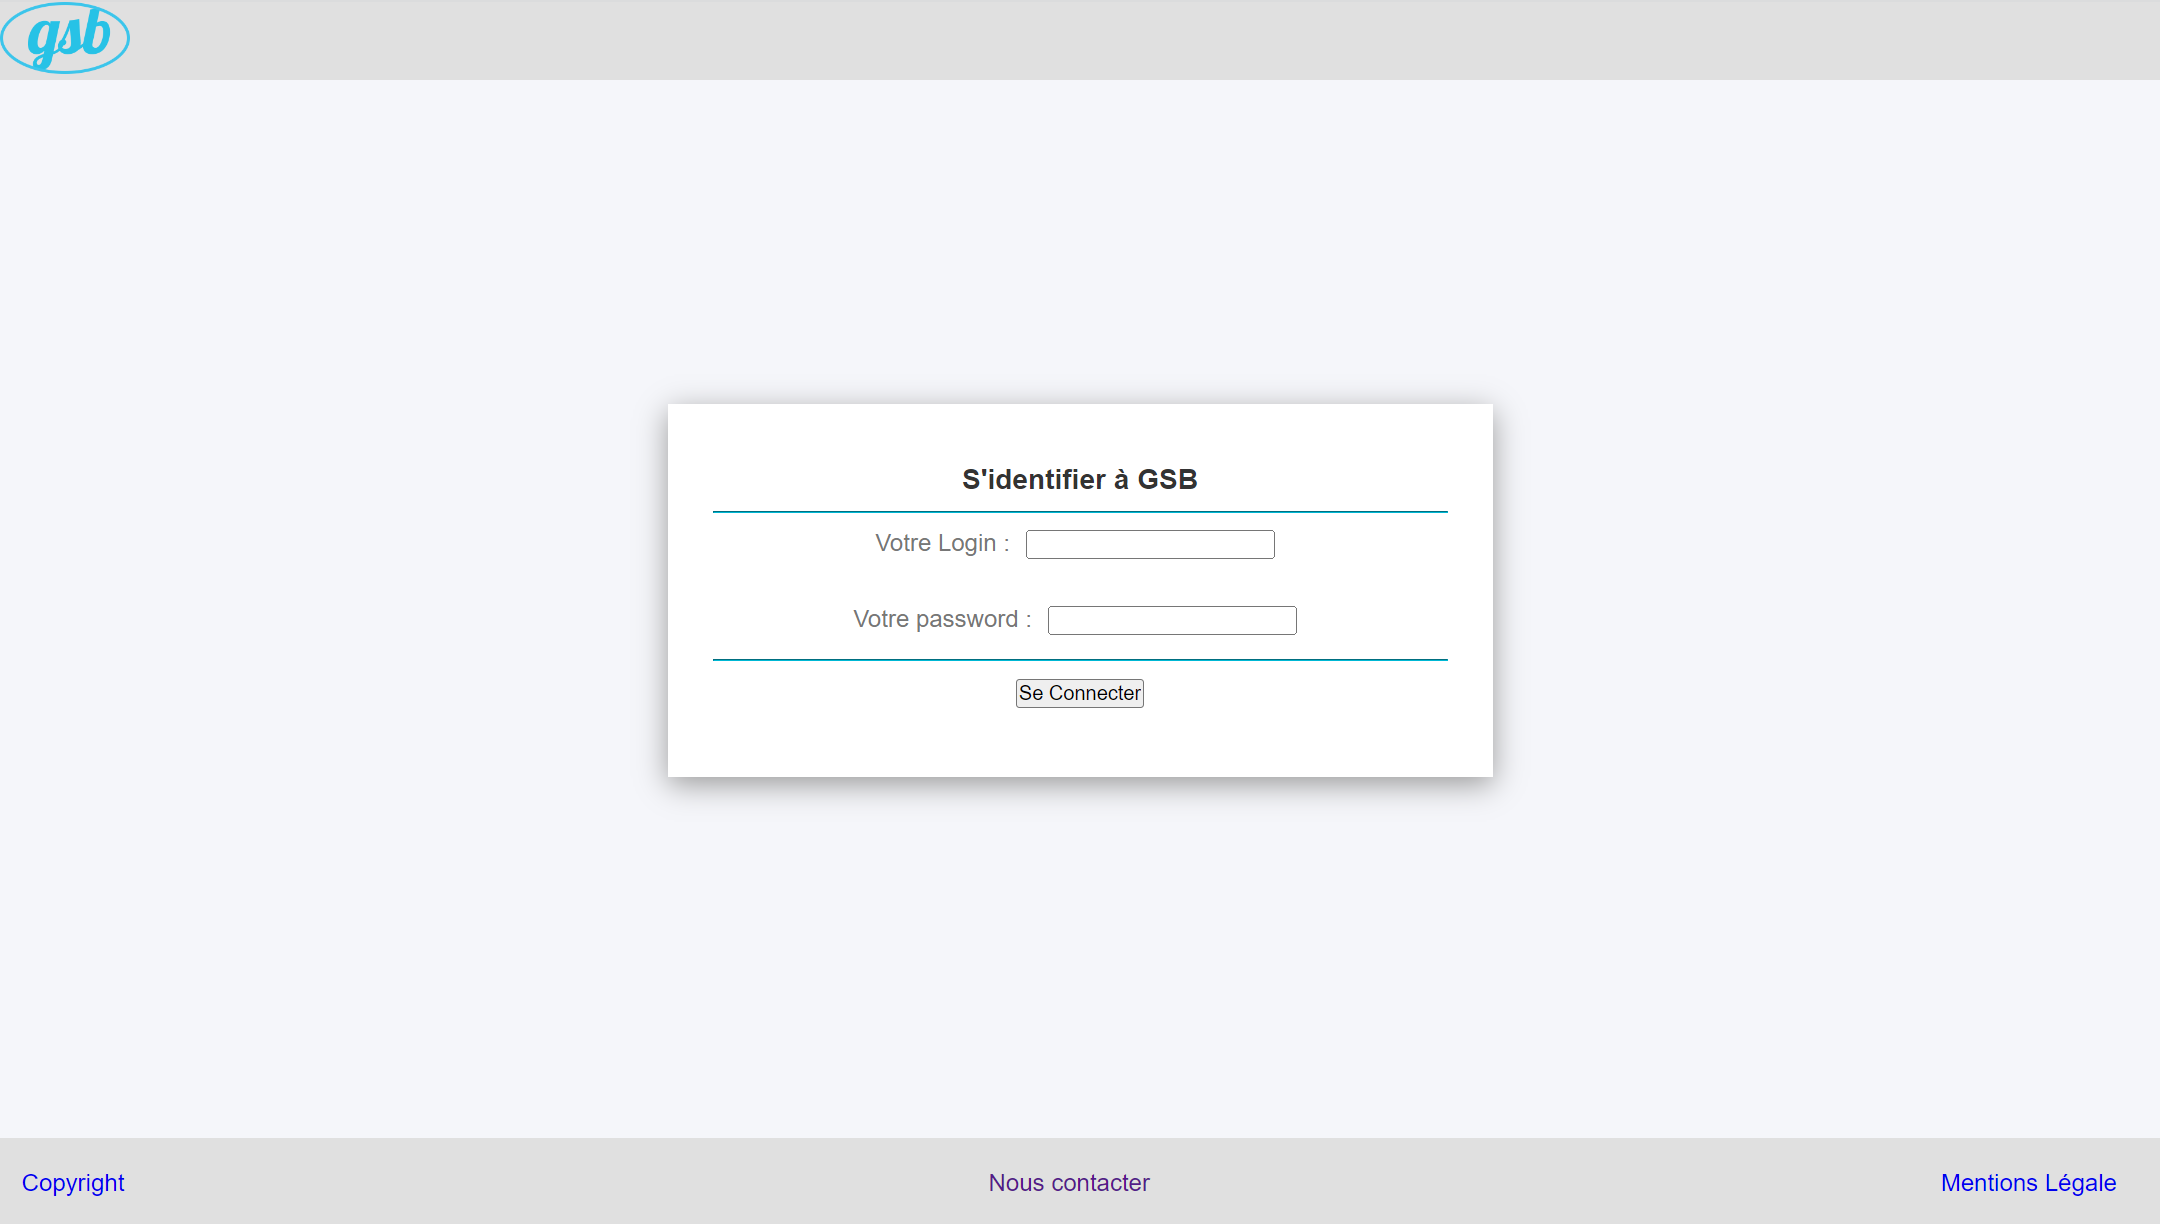 gsb
S'identifier à GSB
Votre Login :
Votre password :
Se Connecter
Copyright
Nous contacter
Mentions Légale